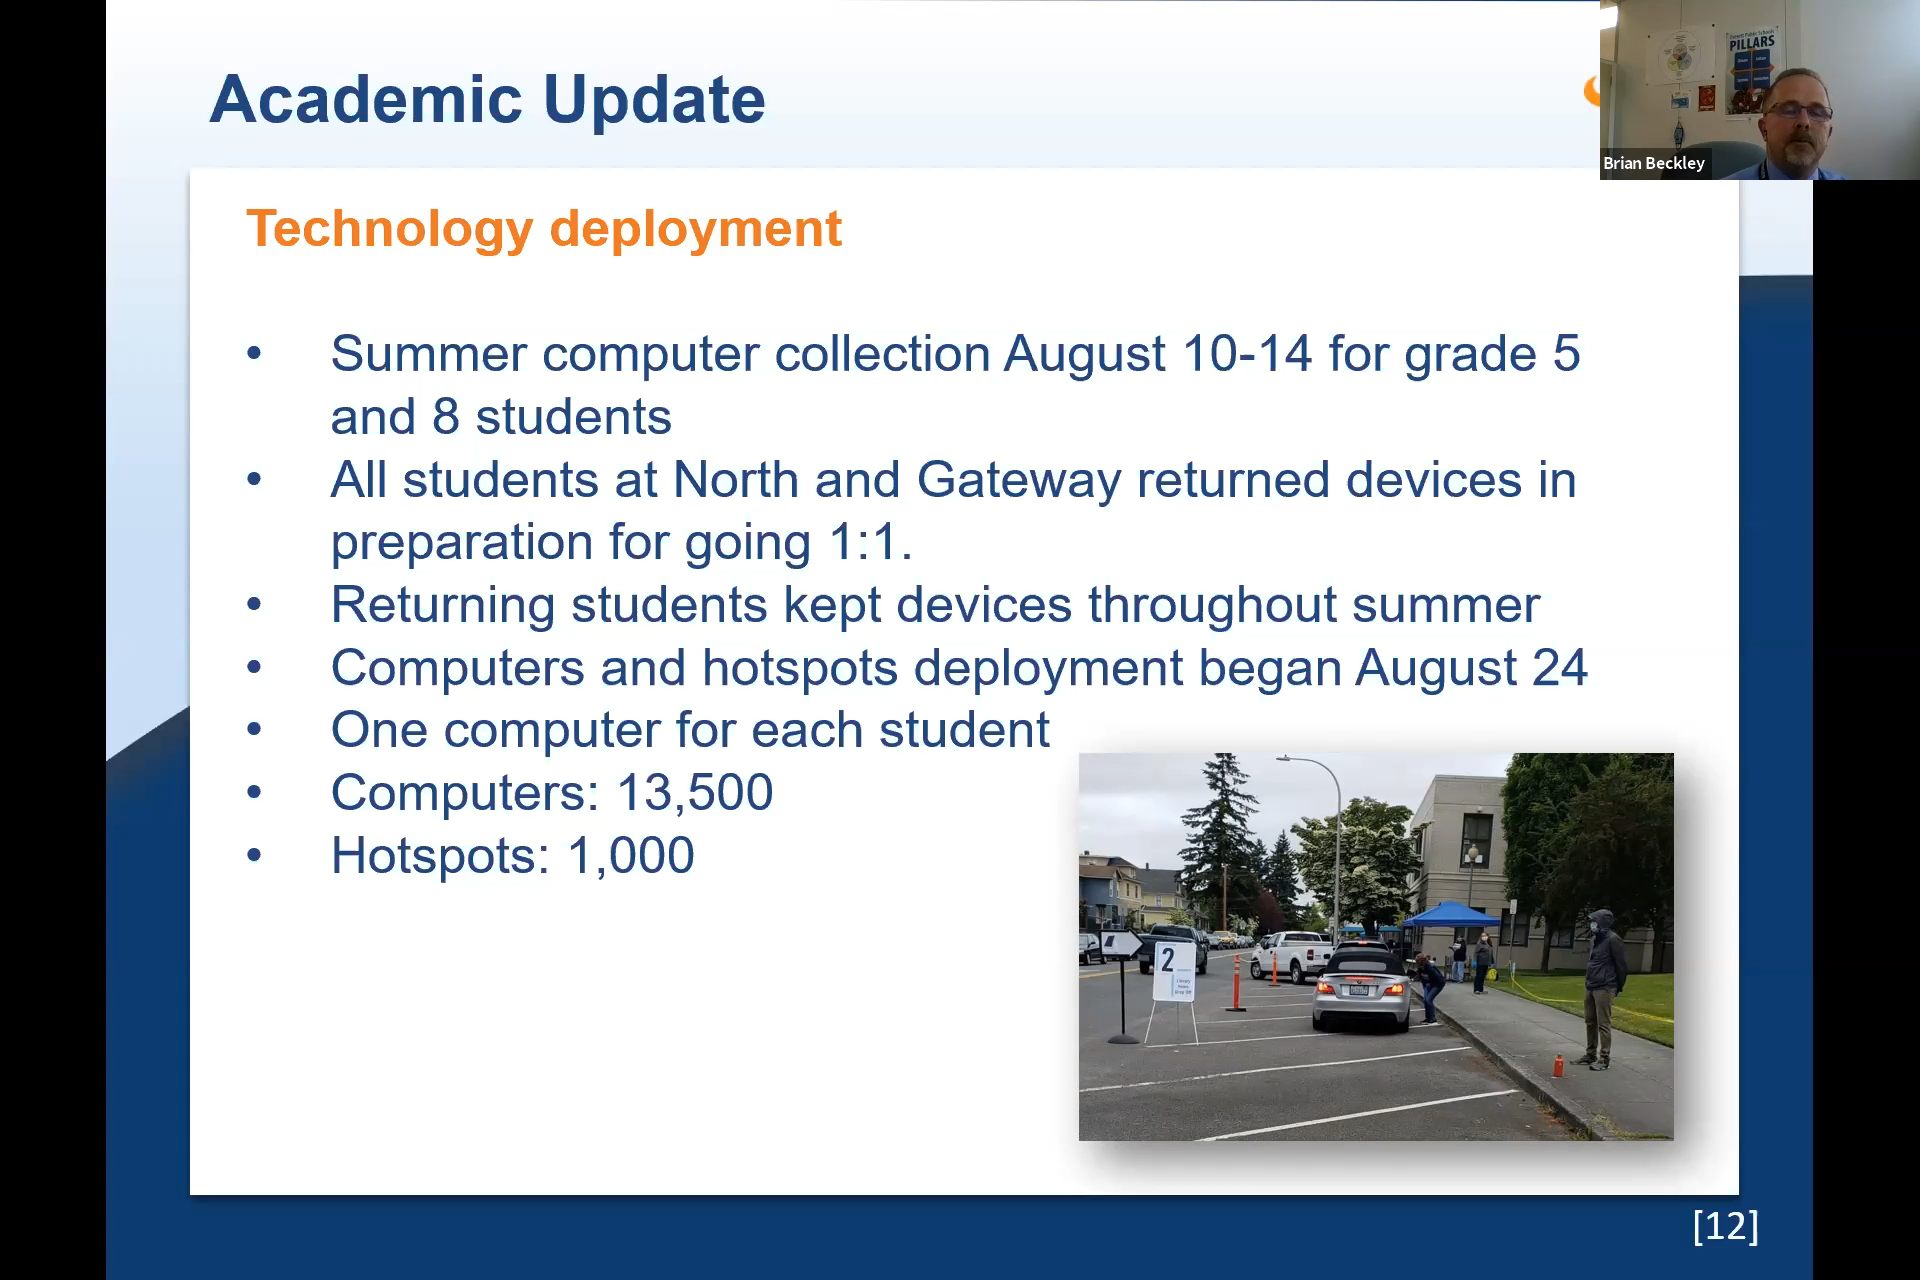 Academic Update
PILLARS
Brian Beckley
Technology deployment
• Summer computer collection August 10-14 for grade 5
and 8 students
• All students at North and Gateway returned devices in
preparation for going 1:1.
• Returning students kept devices throughout summer
• Computers and hotspots deployment began August 24
• One computer for each student
• Computers: 13,500
• Hotspots: 1,000
2
[12]